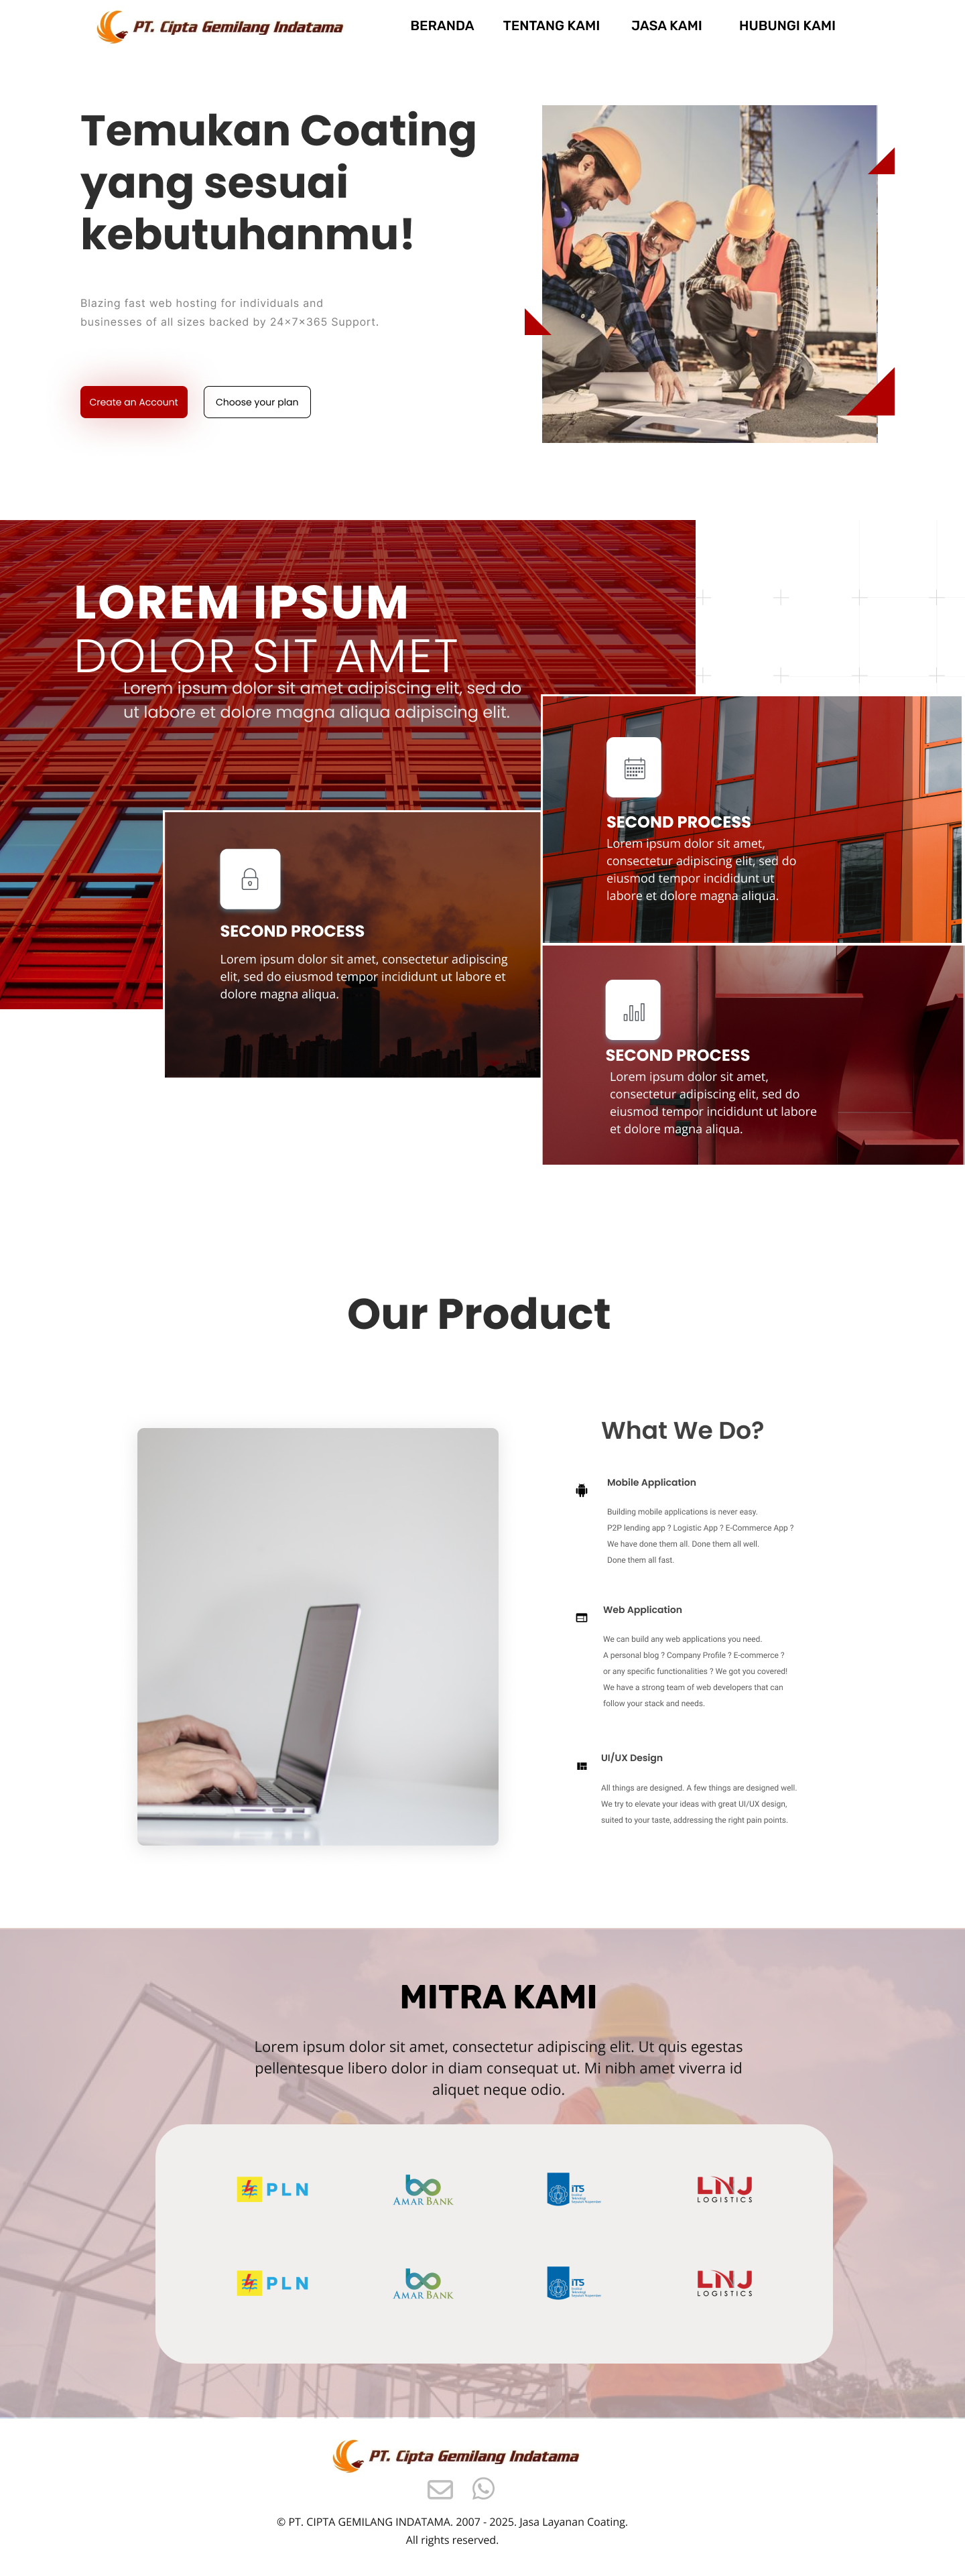 PT. Cipta Gemilang Indatama
BERANDA
TENTANG KAMI
JASA KAMI
HUBUNGI KAMI
Temukan Coating
yang sesuai
kebutuhanmu!
Blazing fast web hosting for individuals and
businesses of all sizes backed by 24×7×365 Support.
Create an Account
Choose your plan
LOREM IPSUM
DOLOR SIT AMET
Lorem ipsum dolor sit amet adipiscing elit, sed do
ut labore et dolore magna aliqua adipiscing elit.
SECOND PROCESS
Lorem ipsum dolor sit amet,
consectetur adipiscing elit, sed do
eiusmod tempor incididunt ut
labore et dolore magna aliqua.
SECOND PROCESS
Lorem ipsum dolor sit amet, consectetur adipiscing
elit, sed do eiusmod tempor incididunt ut labore et
dolore magna aliqua.
SECOND PROCESS
Lorem ipsum dolor sit amet,
consectetur adipiscing elit, sed do
eiusmod tempor incididunt ut labore
et dolore magna aliqua.
Our Product
What We Do?
Mobile Application
Building mobile applications is never easy.
P2P lending app ? Logistic App ? E-Commerce App ?
We have done them all. Done them all well.
Done them all fast.
Web Application
We can build any web applications you need.
A personal blog ? Company Profile ? E-commerce ?
or any specific functionalities ? We got you covered!
We have a strong team of web developers that can
follow your stack and needs.
UI/UX Design
All things are designed. A few things are designed well.
We try to elevate your ideas with great UI/UX design,
suited to your taste, addressing the right pain points.
MITRA KAMI
Lorem ipsum dolor sit amet, consectetur adipiscing elit. Ut quis egestas
pellentesque libero dolor in diam consequat ut. Mi nibh amet viverra id
aliquet neque odio.
PLN
AMAR BANK
ITS
Institut
Teknologi
Sepuluh Nopember
LNJ
LOGISTICS
PLN
AMAR BANK
ITS
Institut
Teknologi
Sepuluh Nopember
LNJ
LOGISTICS
PT. Cipta Gemilang Indatama
© PT. CIPTA GEMILANG INDATAMA. 2007 - 2025. Jasa Layanan Coating.
All rights reserved.